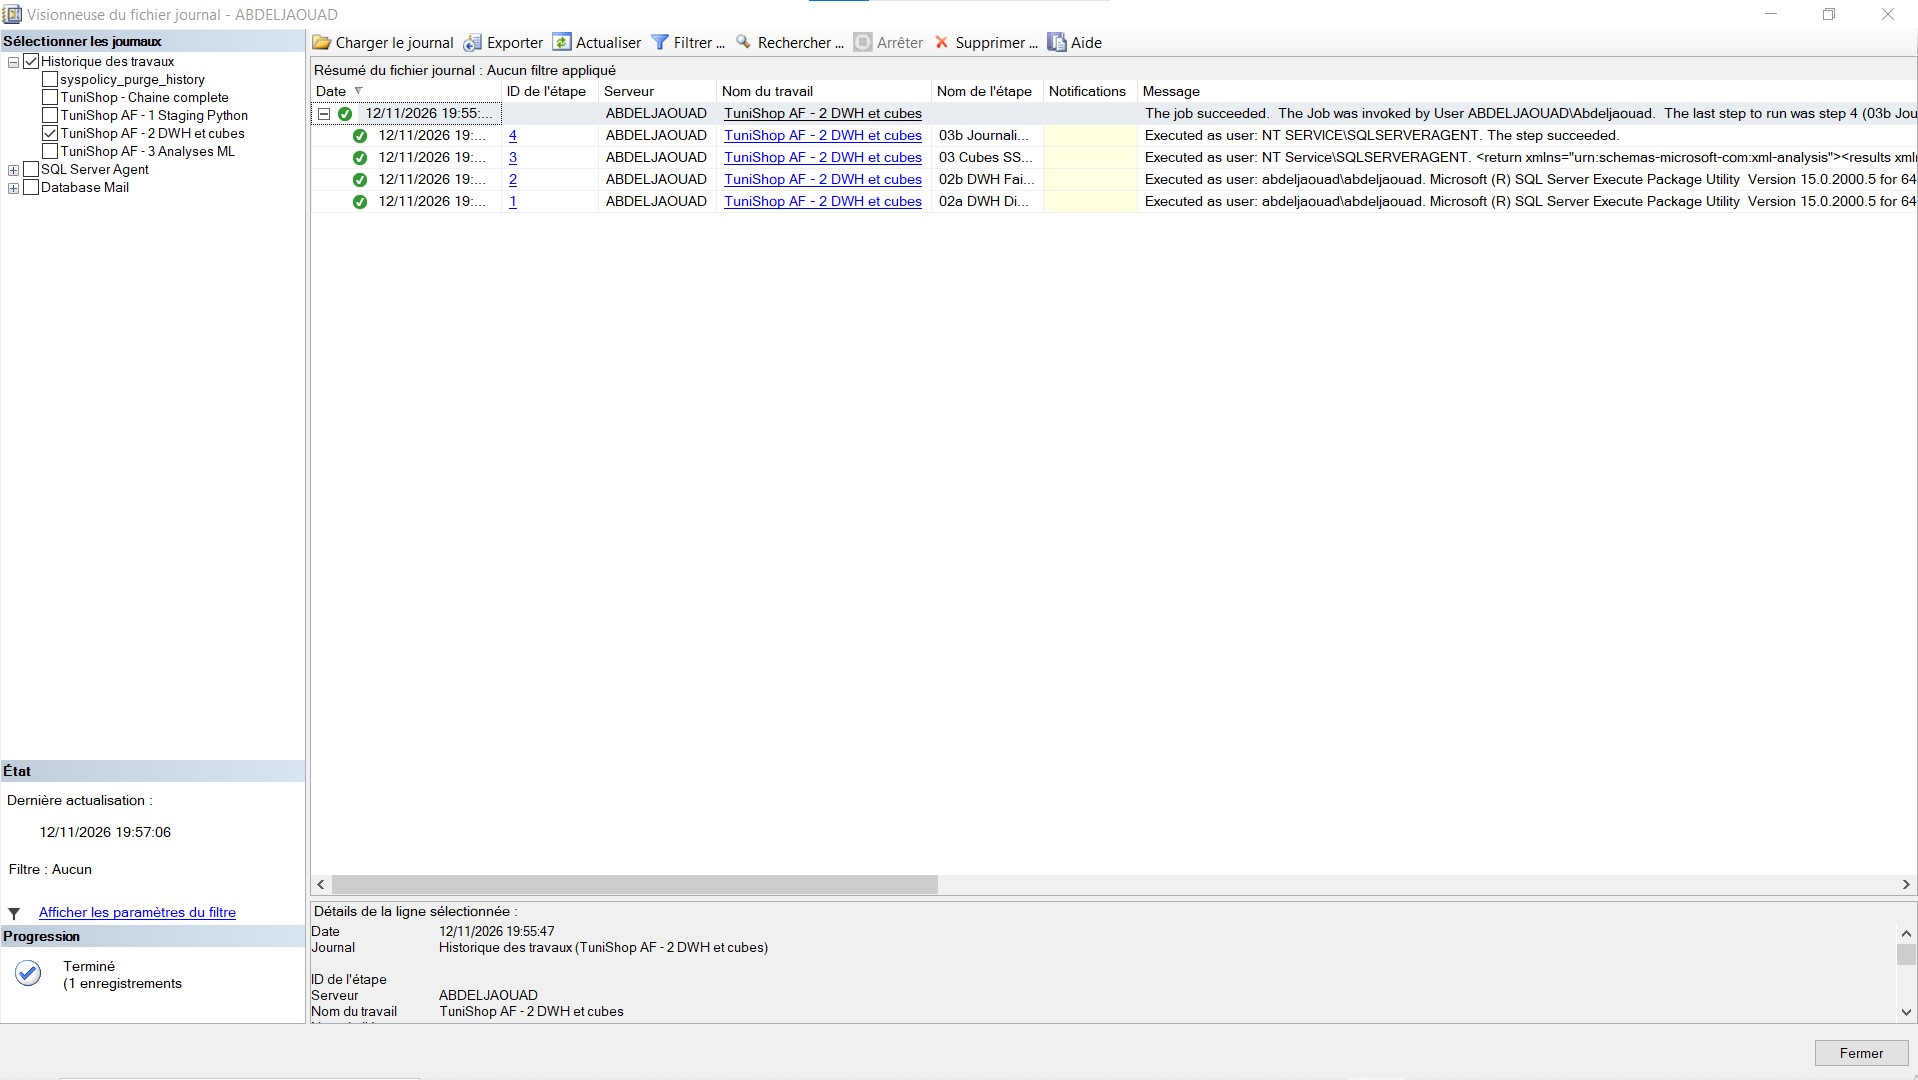 Visionneuse du fichier journal - ABDELJAOUAD
Sélectionner les journaux
Historique des travaux
syspolicy_purge_history
TuniShop - Chaine complete
TuniShop AF - 1 Staging Python
TuniShop AF - 2 DWH et cubes
TuniShop AF - 3 Analyses ML
SQL Server Agent
Database Mail
État
Dernière actualisation :
12/11/2026 19:57:06
Filtre : Aucun
Afficher les paramètres du filtre
Progression
Terminé
(1 enregistrements
Charger le journal Exporter Actualiser Filtrer ... Rechercher ... Arrêter Supprimer ... Aide
Résumé du fichier journal : Aucun filtre appliqué
Date ID de l'étape Serveur Nom du travail Nom de l'étape Notifications Message
12/11/2026 19:55:... ABDELJAOUAD TuniShop AF - 2 DWH et cubes The job succeeded. The Job was invoked by User ABDELJAOUAD\Abdeljaouad. The last step to run was step 4 (03b Jou
12/11/2026 19:... 4 ABDELJAOUAD TuniShop AF - 2 DWH et cubes 03b Journali... Executed as user: NT SERVICE\SQLSERVERAGENT. The step succeeded.
12/11/2026 19:... 3 ABDELJAOUAD TuniShop AF - 2 DWH et cubes 03 Cubes SS... Executed as user: NT Service\SQLSERVERAGENT. <return xmlns="urn:schemas-microsoft-com:xml-analysis"><results xml
12/11/2026 19:... 2 ABDELJAOUAD TuniShop AF - 2 DWH et cubes 02b DWH Fai... Executed as user: abdeljaouad\abdeljaouad. Microsoft (R) SQL Server Execute Package Utility Version 15.0.2000.5 for 64
12/11/2026 19:... 1 ABDELJAOUAD TuniShop AF - 2 DWH et cubes 02a DWH Di... Executed as user: abdeljaouad\abdeljaouad. Microsoft (R) SQL Server Execute Package Utility Version 15.0.2000.5 for 64
Détails de la ligne sélectionnée :
Date 12/11/2026 19:55:47
Journal Historique des travaux (TuniShop AF - 2 DWH et cubes)
ID de l'étape
Serveur ABDELJAOUAD
Nom du travail TuniShop AF - 2 DWH et cubes
Fermer